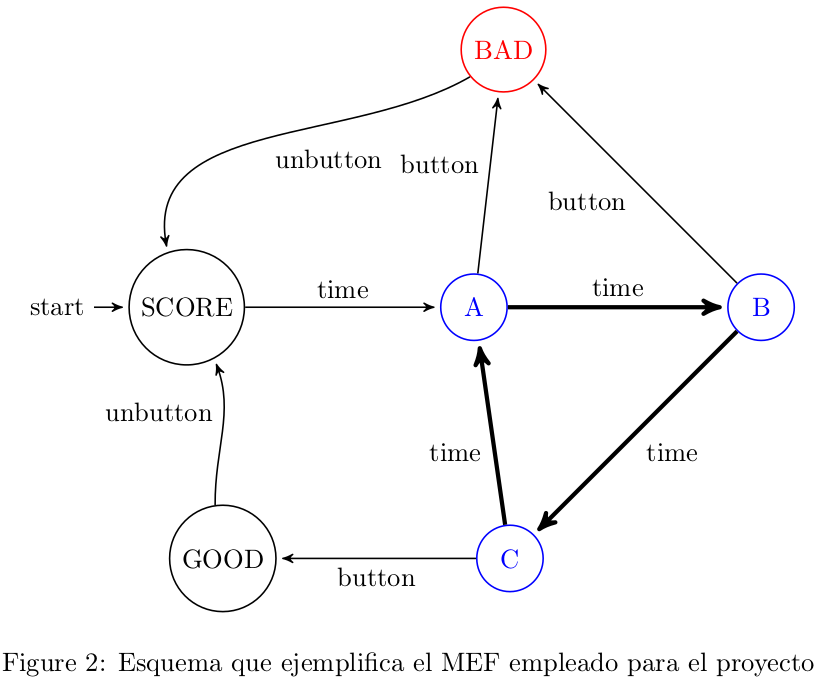 BAD
unbutton
button
button
start
SCORE
time
A
time
B
unbutton
time
time
GOOD
button
C
Figure 2: Esquema que ejemplifica el MEF empleado para el proyecto